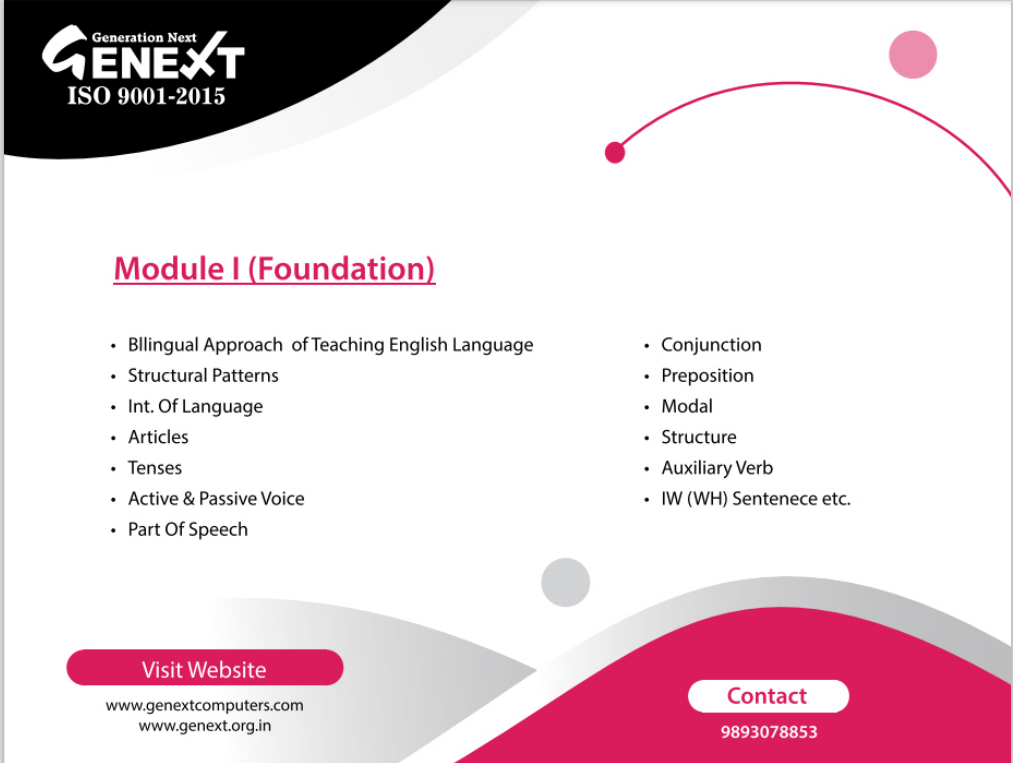 Generation Next
GENEXT
ISO 9001-2015
Module I (Foundation)
• Bllingual Approach of Teaching English Language
• Structural Patterns
• Int. Of Language
• Articles
• Tenses
• Active & Passive Voice
• Part Of Speech
• Conjunction
• Preposition
• Modal
• Structure
• Auxiliary Verb
• IW (WH) Sentenece etc.
Visit Website
www.genextcomputers.com
www.genext.org.in
Contact
9893078853